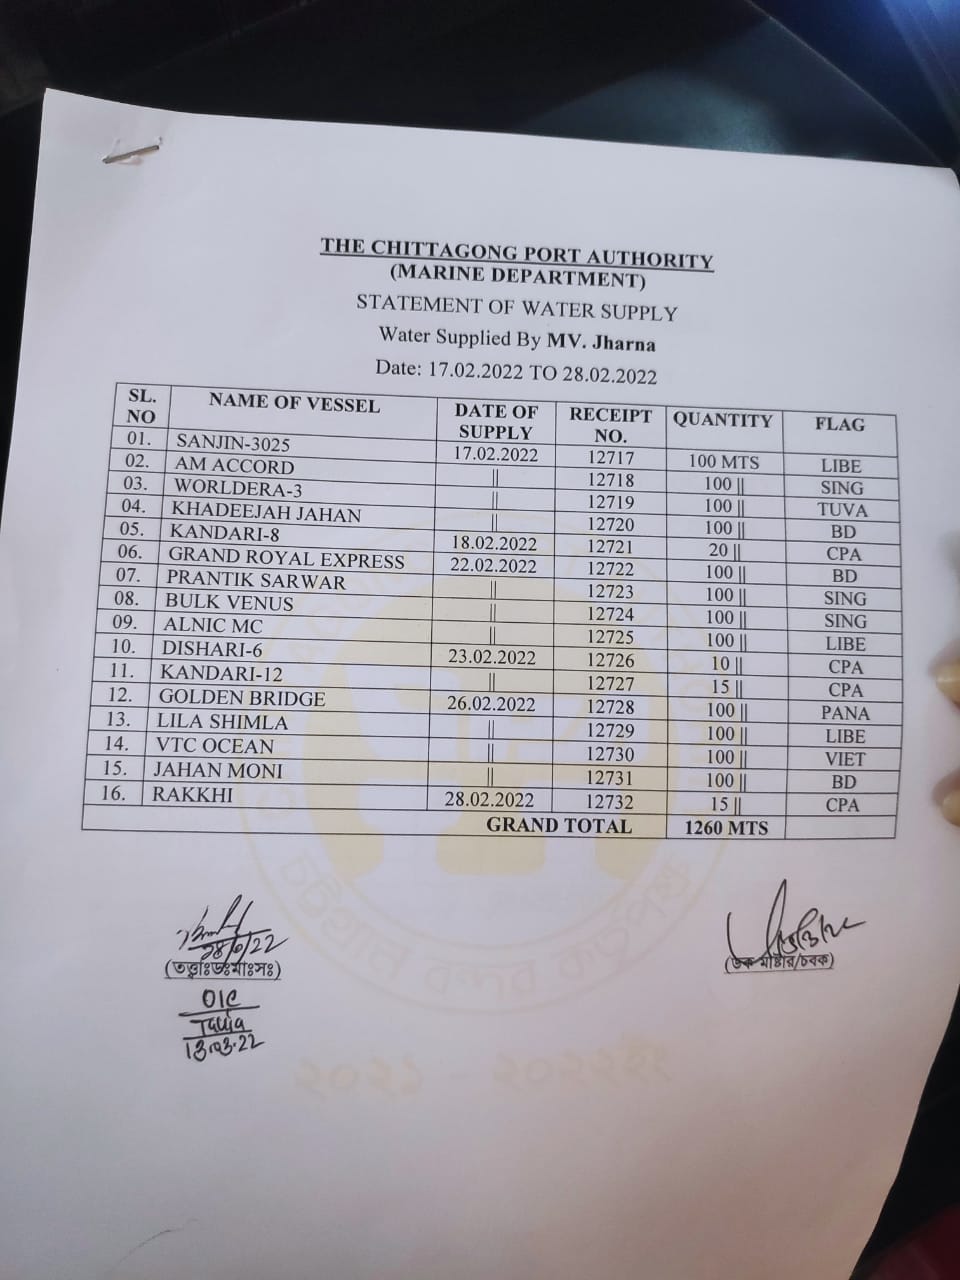 THE CHITTAGONG PORT AUTHORITY
(MARINE DEPARTMENT)
STATEMENT OF WATER SUPPLY
Water Supplied By MV. Jharna
Date: 17.02.2022 TO 28.02.2022
SL. NO NAME OF VESSEL DATE OF SUPPLY RECEIPT NO. QUANTITY FLAG
01. SANJIN-3025 17.02.2022 12717 100 MTS LIBE
02. AM ACCORD || 12718 100 || SING
03. WORLDERA-3 || 12719 100 || TUVA
04. KHADEEJAH JAHAN || 12720 100 || BD
05. KANDARI-8 18.02.2022 12721 20 || CPA
06. GRAND ROYAL EXPRESS 22.02.2022 12722 100 || BD
07. PRANTIK SARWAR || 12723 100 || SING
08. BULK VENUS || 12724 100 || SING
09. ALNIC MC || 12725 100 || LIBE
10. DISHARI-6 23.02.2022 12726 10 || CPA
11. KANDARI-12 || 12727 15 || CPA
12. GOLDEN BRIDGE 26.02.2022 12728 100 || PANA
13. LILA SHIMLA || 12729 100 || LIBE
14. VTC OCEAN || 12730 100 || VIET
15. JAHAN MONI || 12731 100 || BD
16. RAKKHI 28.02.2022 12732 15 || CPA
GRAND TOTAL 1260 MTS
(তত্ত্বাঃডঃমাঃসঃ) (ডক মাষ্টার/চবক)
OIC
13.03.22
চট্টগ্রাম বন্দর কর্তৃপক্ষ
২০২১ - ২০২২ইং